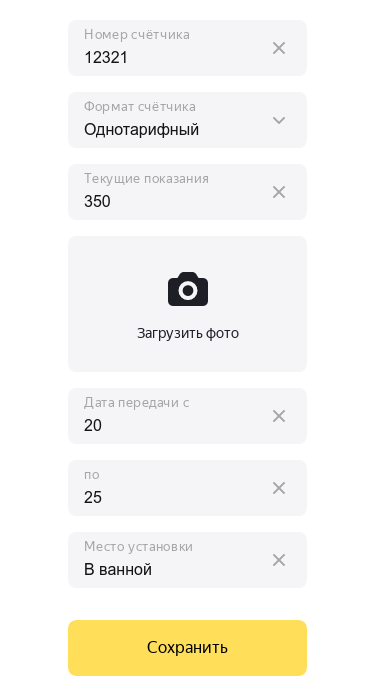 Номер счётчика
12321
Формат счётчика
Однотарифный
Текущие показания
350
Загрузить фото
Дата передачи с
20
по
25
Место установки
В ванной
Сохранить